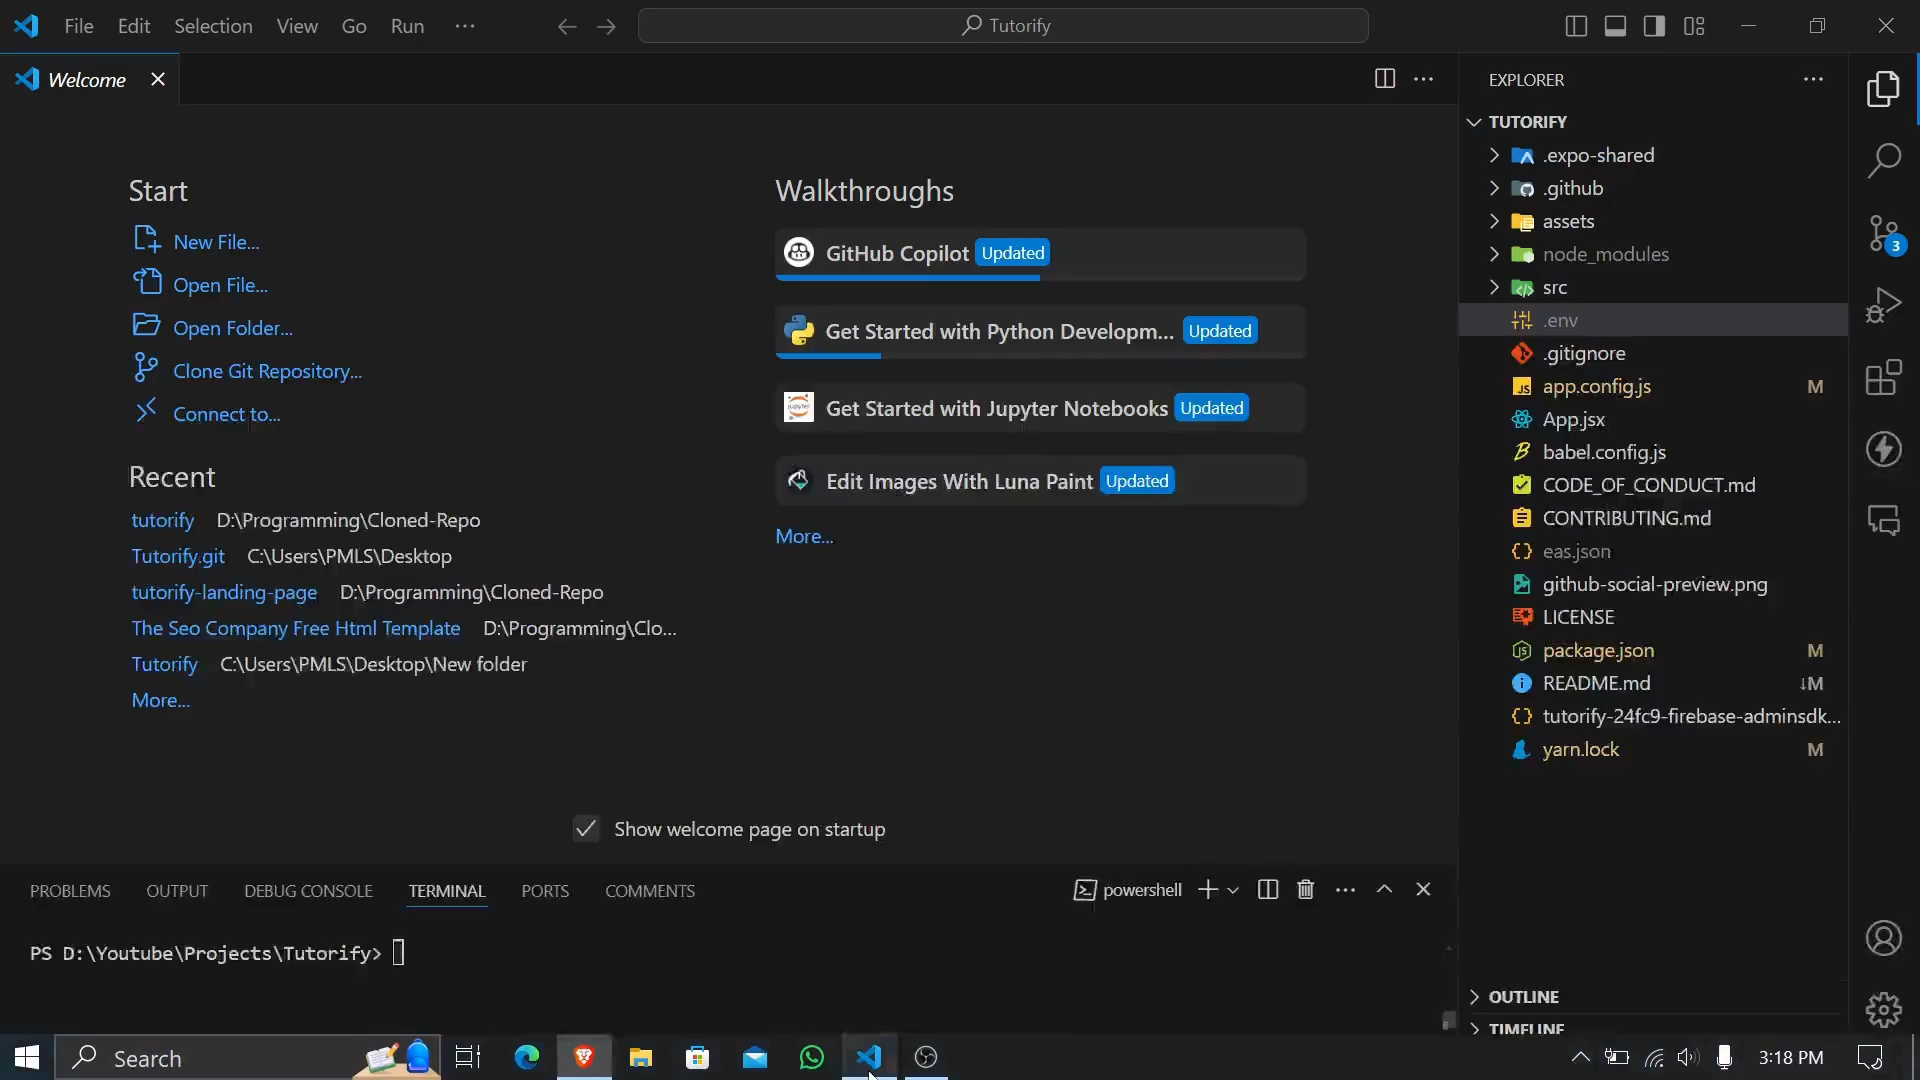 File Edit Selection View Go Run ··· Tutorify
Welcome
Start
New File...
Open File...
Open Folder...
Clone Git Repository...
Connect to...
Recent
tutorify D:\Programming\Cloned-Repo
Tutorify.git C:\Users\PMLS\Desktop
tutorify-landing-page D:\Programming\Cloned-Repo
The Seo Company Free Html Template D:\Programming\Clo...
Tutorify C:\Users\PMLS\Desktop\New folder
More...
Walkthroughs
GitHub Copilot Updated
Get Started with Python Developm... Updated
Get Started with Jupyter Notebooks Updated
Edit Images With Luna Paint Updated
More...
Show welcome page on startup
PROBLEMS OUTPUT DEBUG CONSOLE TERMINAL PORTS COMMENTS powershell
PS D:\Youtube\Projects\Tutorify>
EXPLORER
TUTORIFY
.expo-shared
.github
assets
node_modules
src
.env
.gitignore
app.config.js M
App.jsx
babel.config.js
CODE_OF_CONDUCT.md
CONTRIBUTING.md
eas.json
github-social-preview.png
LICENSE
package.json M
README.md ↓M
tutorify-24fc9-firebase-adminsdk...
yarn.lock M
OUTLINE
TIMELINE
3
Search
3:18 PM